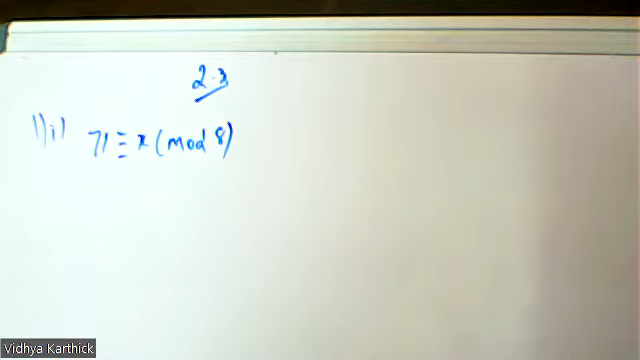 2.3
1) i) 71 ≡ x (mod 8)
Vidhya Karthick